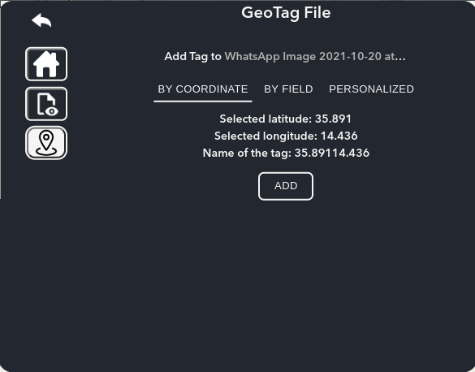 GeoTag File
Add Tag to WhatsApp Image 2021-10-20 at...
BY COORDINATE BY FIELD PERSONALIZED
Selected latitude: 35.891
Selected longitude: 14.436
Name of the tag: 35.89114.436
ADD